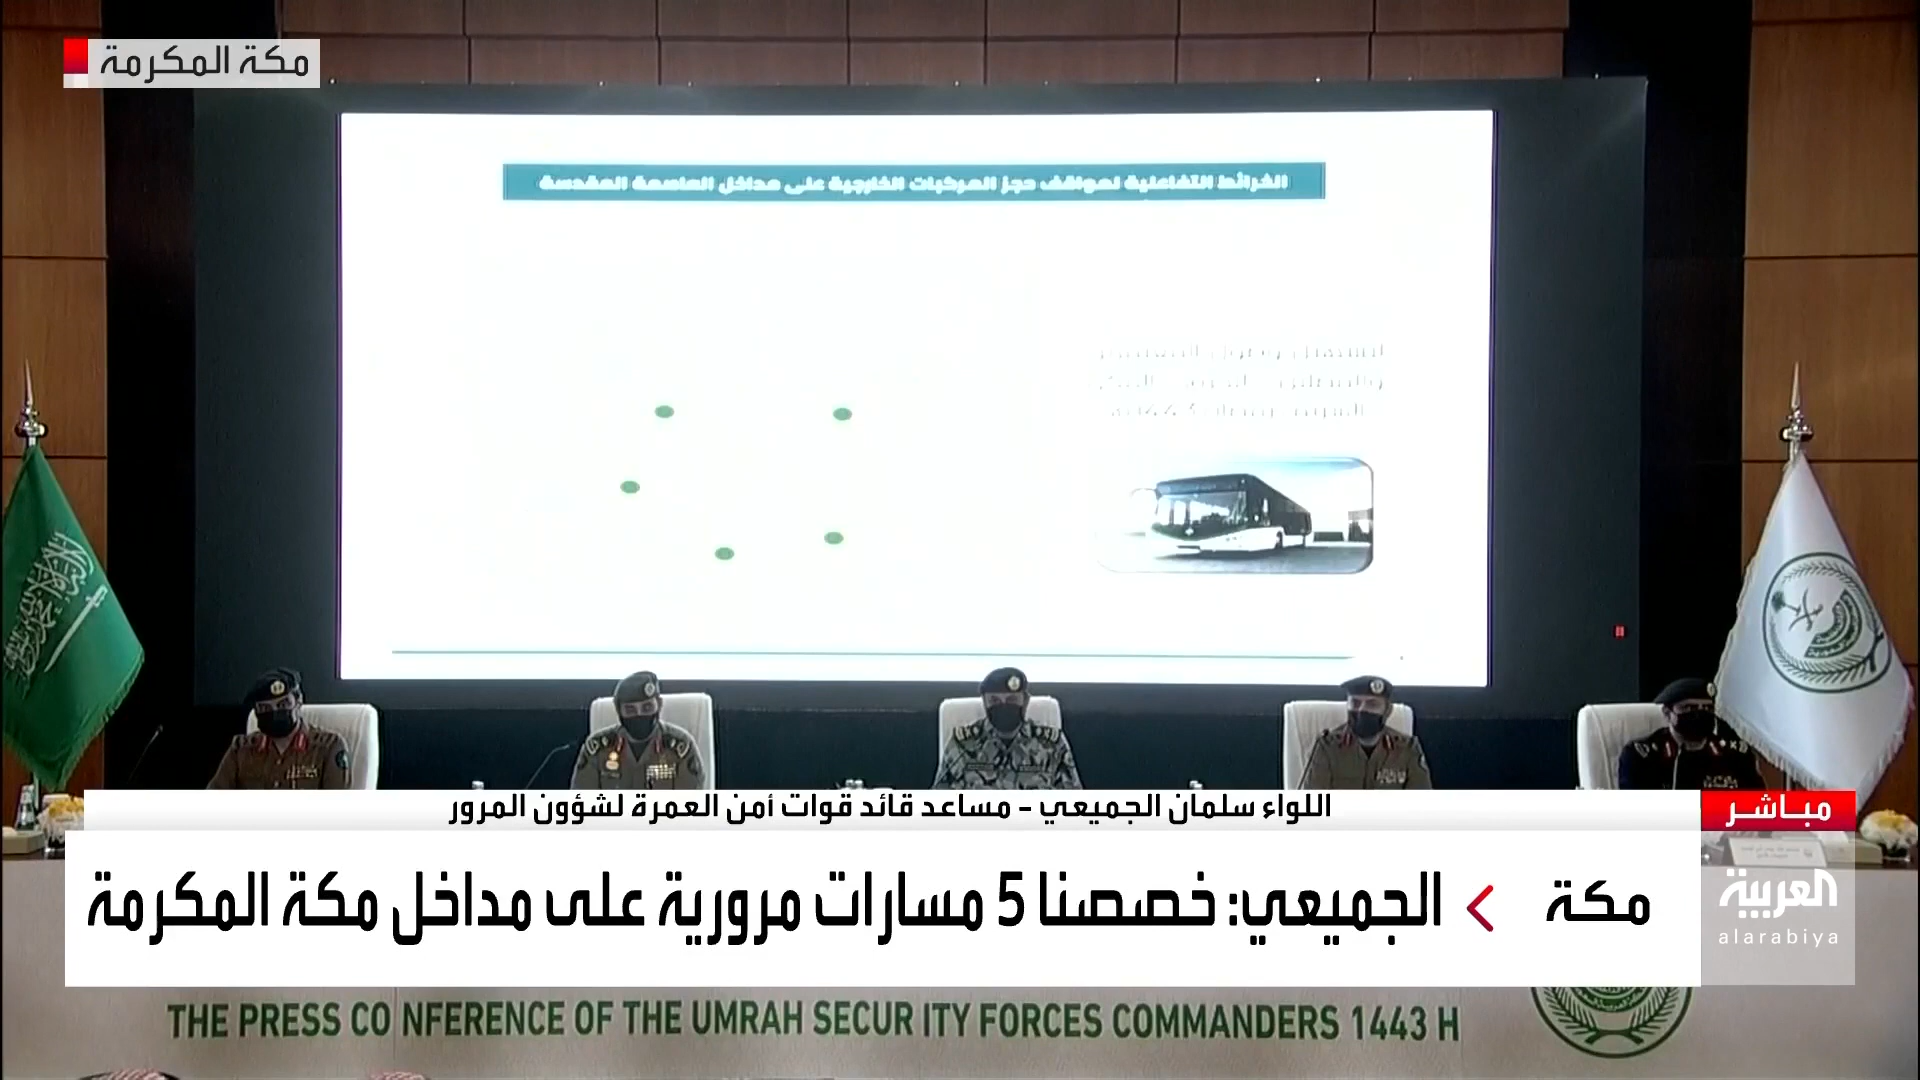 مكة المكرمة
الخرائط التفاعلية لمواقف حجز المركبات الخارجية على مداخل العاصمة المقدسة
اللواء سلمان الجميعي - مساعد قائد قوات أمن العمرة لشؤون المرور
مباشر
مكة
الجميعي: خصصنا 5 مسارات مرورية على مداخل مكة المكرمة
العربية
alarabiya
THE PRESS CO NFERENCE OF THE UMRAH SECUR ITY FORCES COMMANDERS 1443 H